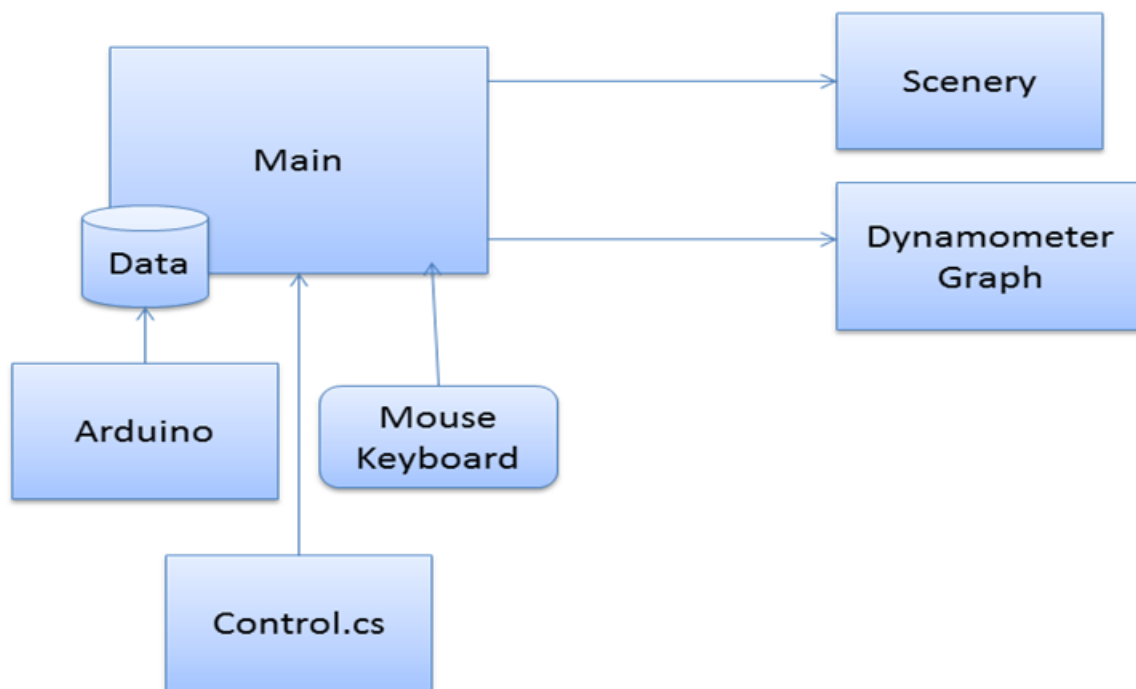 Scenery
Main
Dynamometer
Graph
Data
Arduino
Mouse
Keyboard
Control.cs